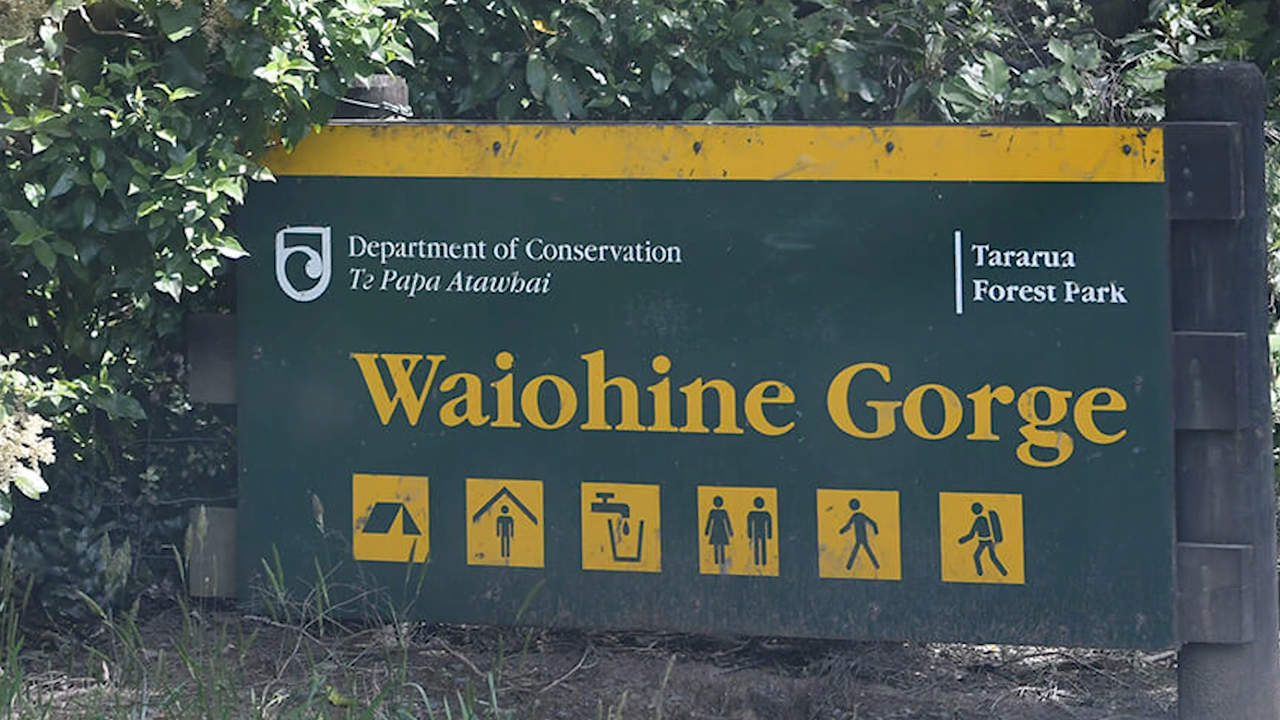 Department of Conservation
Te Papa Atawhai
Tararua
Forest Park
Waiohine Gorge